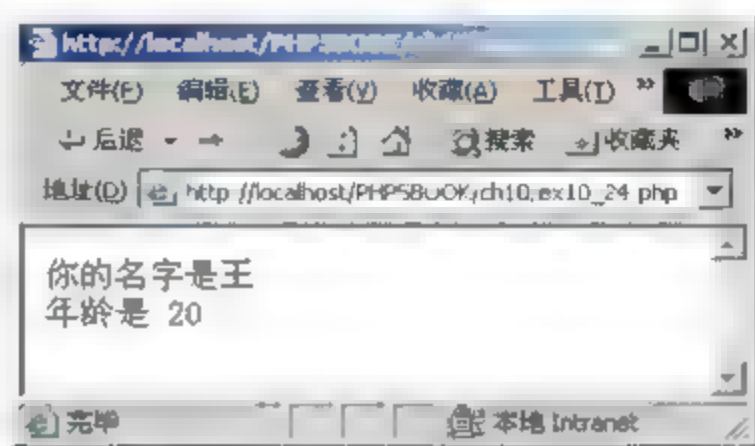 http://localhost/PHP5BOOK/
文件(F) 编辑(E) 查看(V) 收藏(A) 工具(T) »
后退 搜索 收藏夹 »
地址(D) http://localhost/PHP5BOOK/ch10/ex10_24.php
你的名字是王
年龄是 20
完毕 本地 Intranet